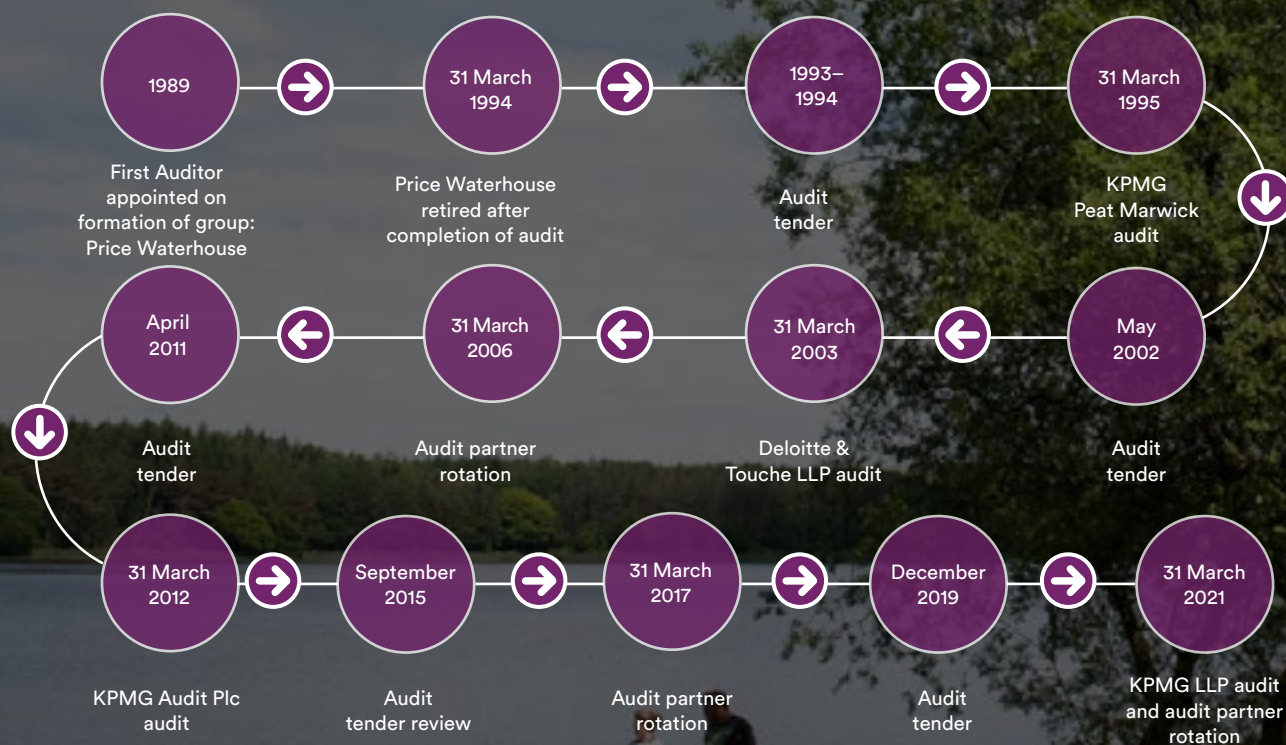 1989
First Auditor
appointed on
formation of group:
Price Waterhouse
31 March
1994
Price Waterhouse
retired after
completion of audit
1993–
1994
Audit
tender
31 March
1995
KPMG
Peat Marwick
audit
May
2002
Audit
tender
31 March
2003
Deloitte &
Touche LLP audit
31 March
2006
Audit partner
rotation
April
2011
Audit
tender
31 March
2012
KPMG Audit Plc
audit
September
2015
Audit
tender review
31 March
2017
Audit partner
rotation
December
2019
Audit
tender
31 March
2021
KPMG LLP audit
and audit partner
rotation